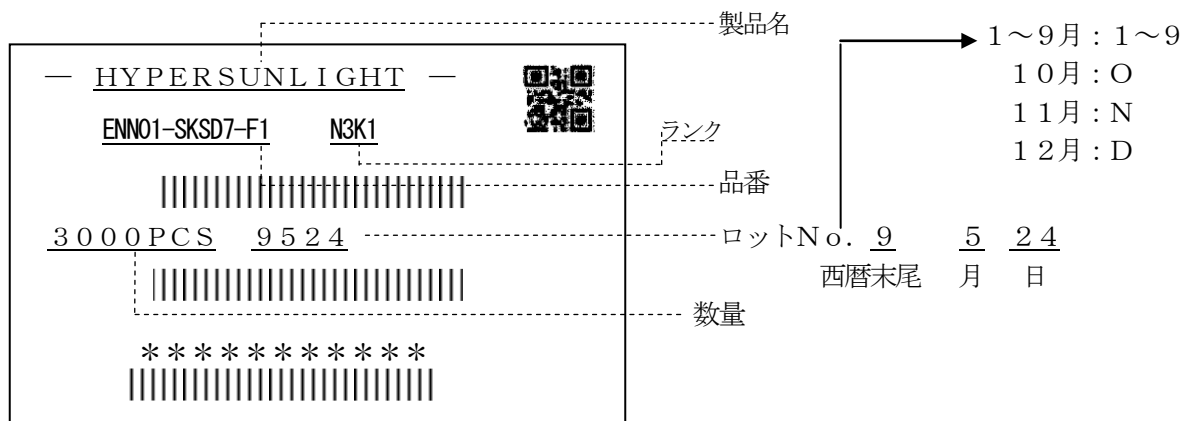 製品名
1~9月:1~9
― HYPERSUNLIGHT ―
10月:O
ENN01-SKSD7-F1 N3K1
ランク
11月:N
12月:D
品番
3000PCS 9524
ロットNo. 9 5 24
西暦末尾 月 日
数量
***********